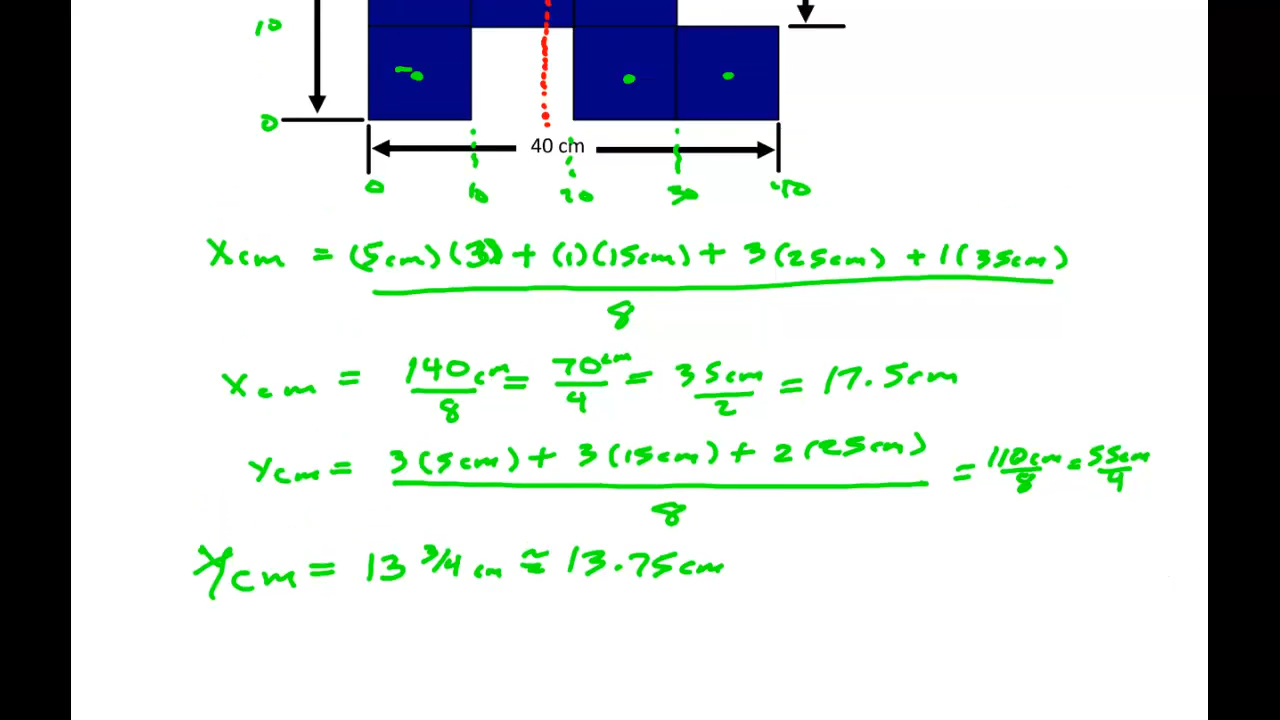 10
0
40 cm
0 10 20 30 40
Xcm = (5cm)(3) + (1)(15cm) + 3(25cm) + 1(35cm)
8
Xcm = 140cm/8 = 70cm/4 = 35cm/2 = 17.5cm
Ycm = 3(5cm) + 3(15cm) + 2(25cm) = 110cm/8 = 55cm/4
8
Ycm = 13 3/4 cm ≈ 13.75cm